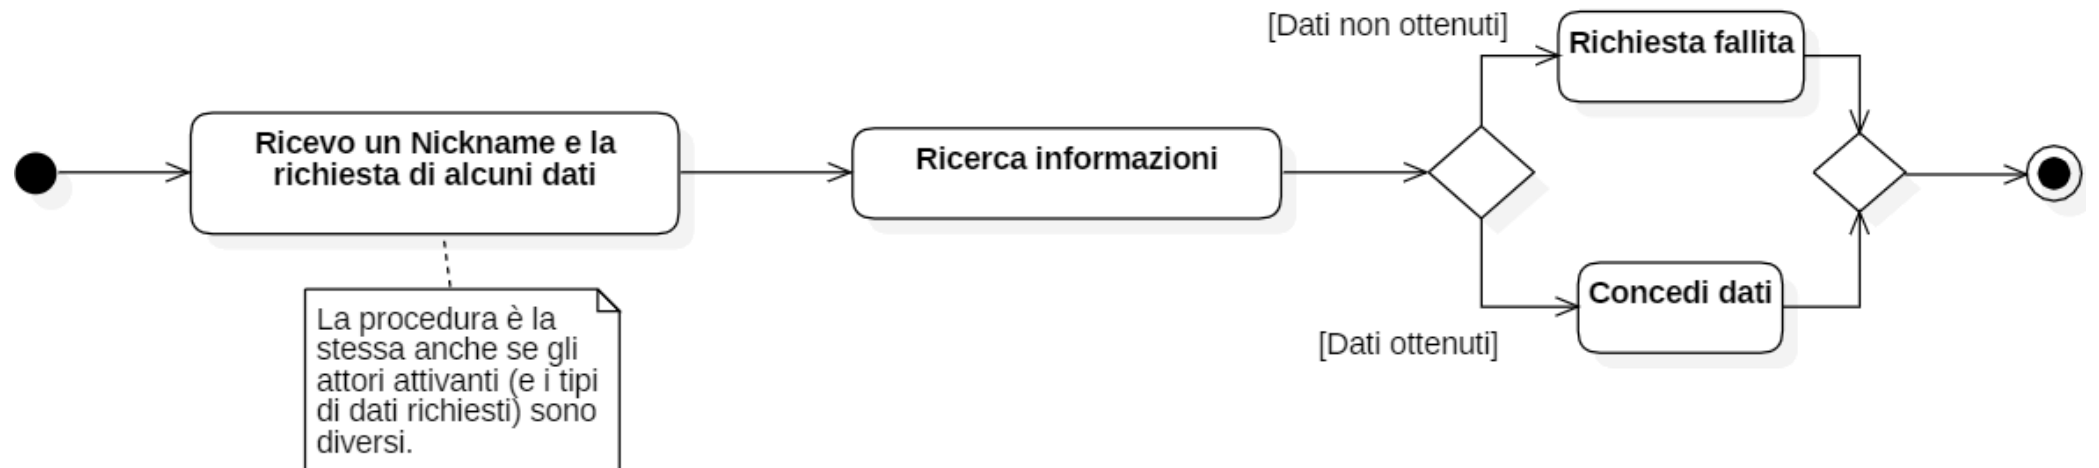 [Dati non ottenuti]
Richiesta fallita
Ricevo un Nickname e la
richiesta di alcuni dati
Ricerca informazioni
Concedi dati
[Dati ottenuti]
La procedura è la
stessa anche se gli
attori attivanti (e i tipi
di dati richiesti) sono
diversi.